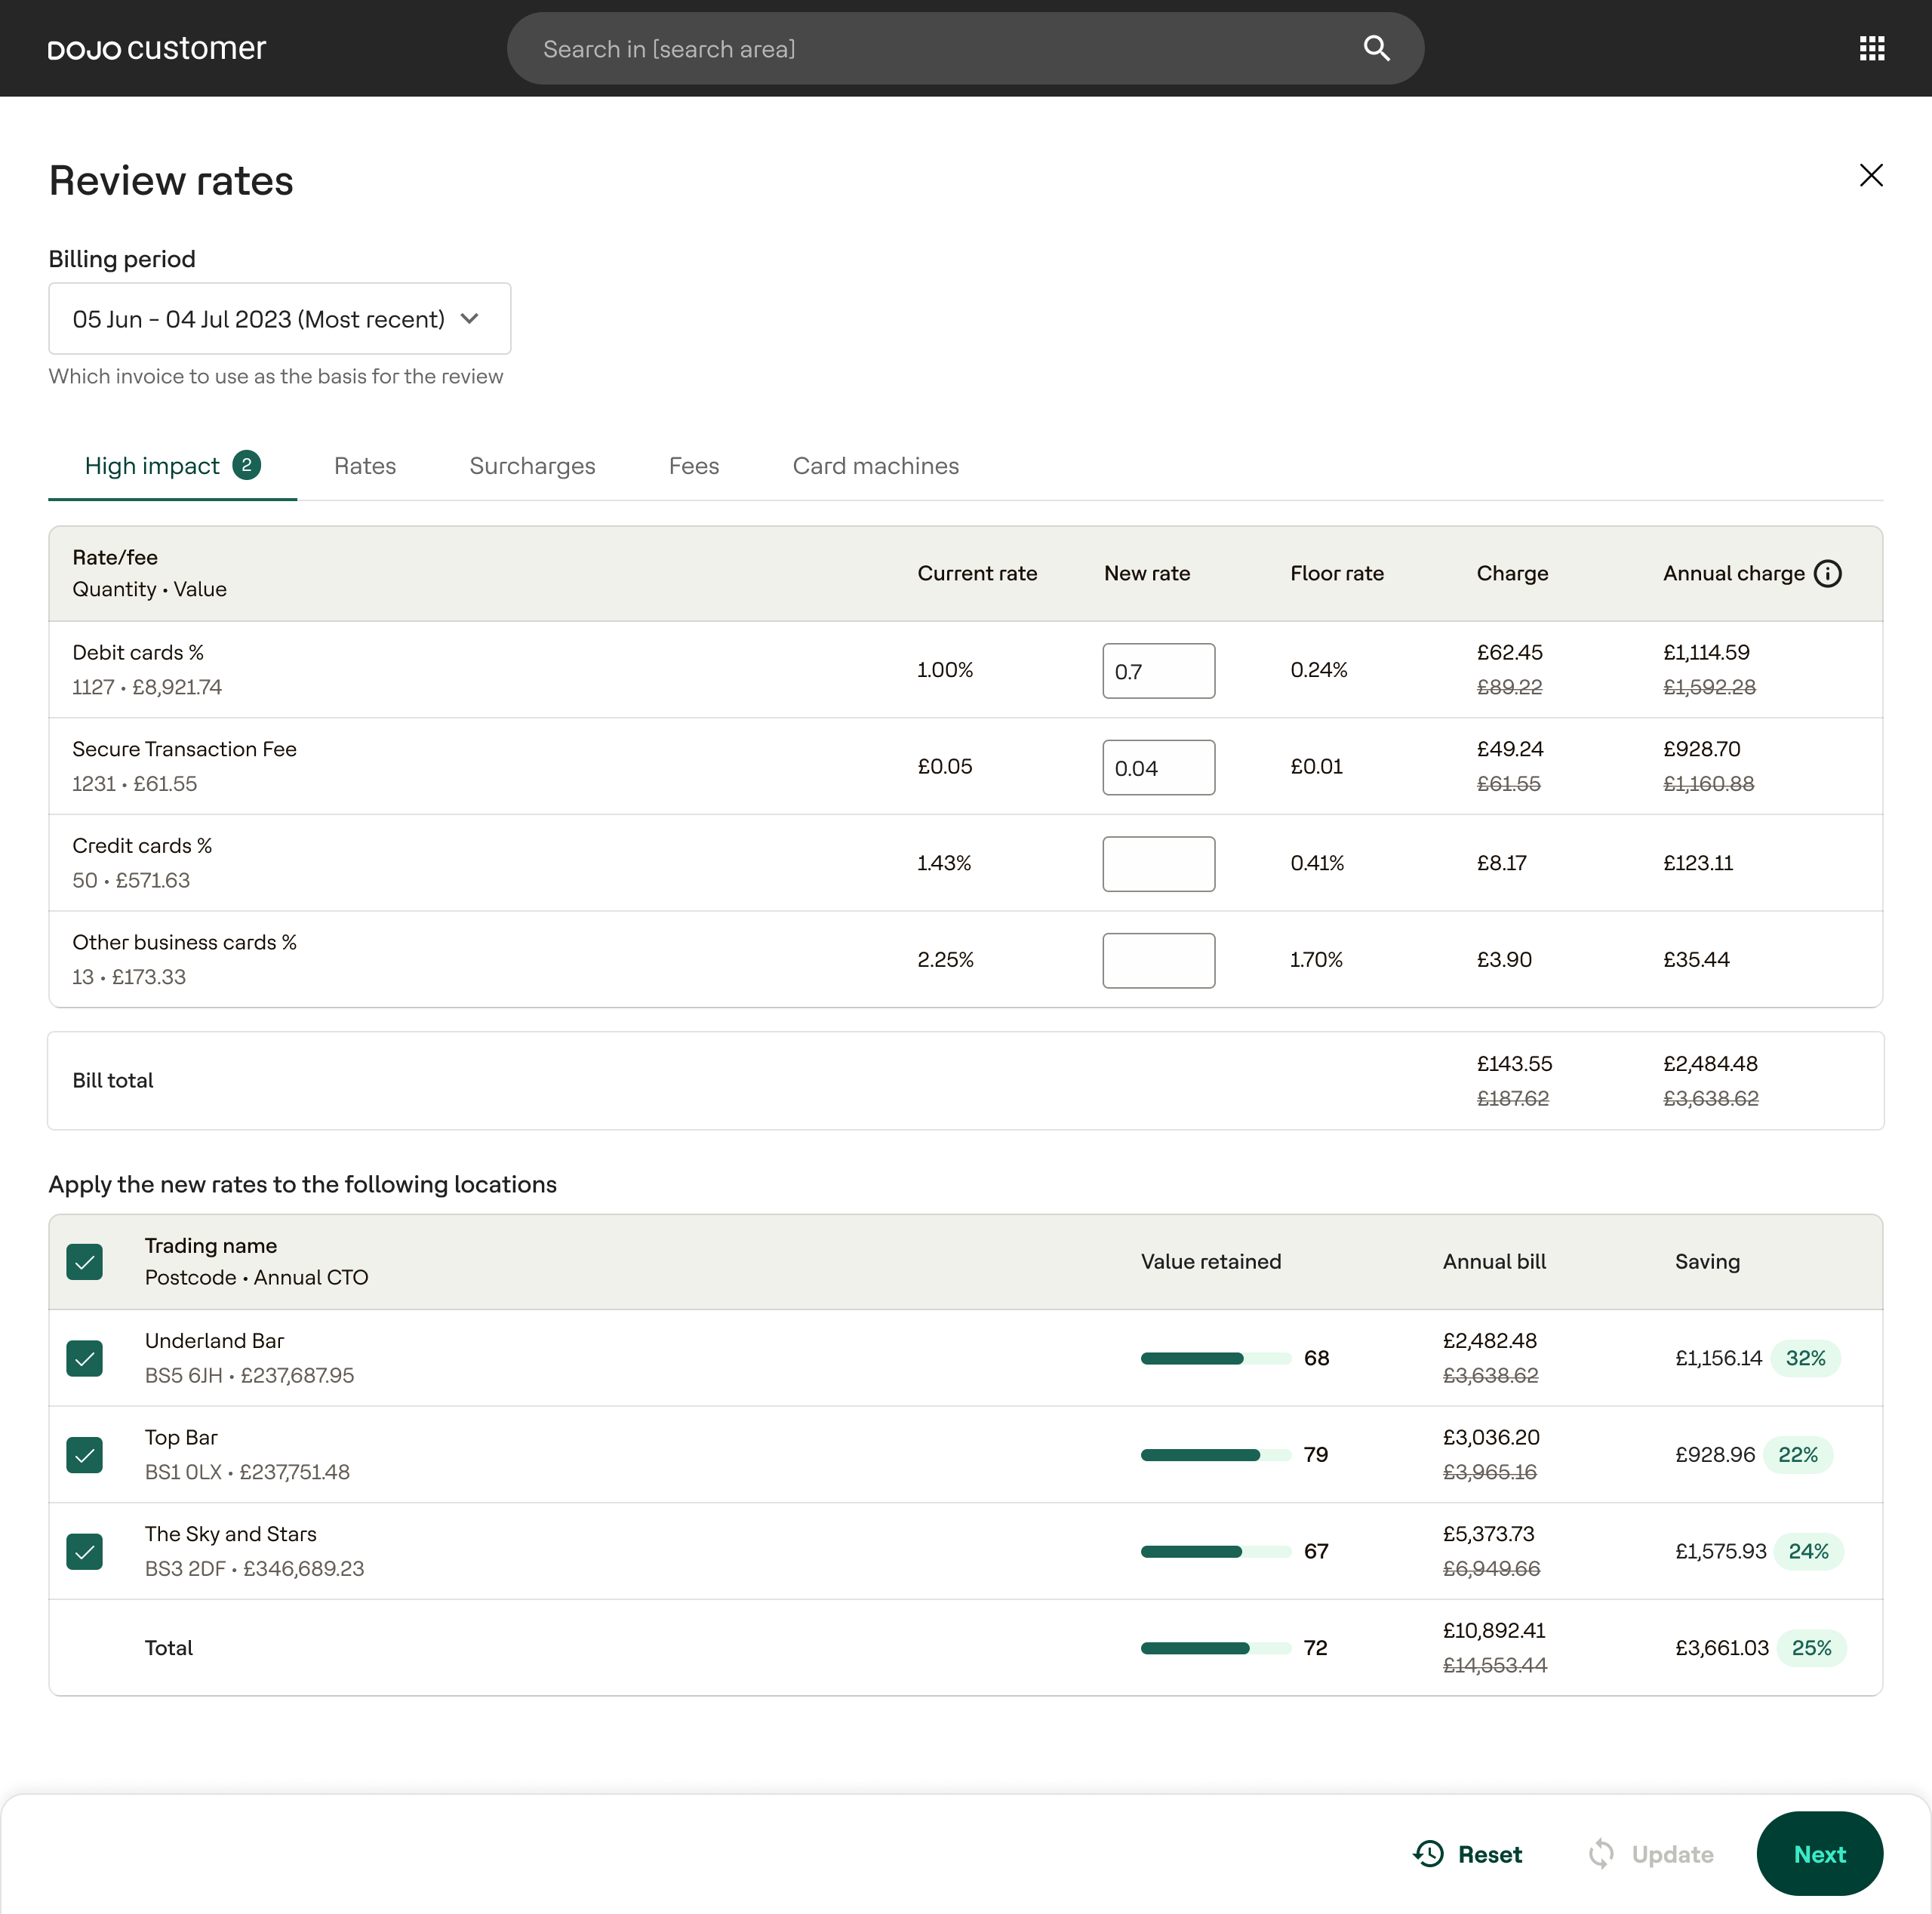 DOJO customer
Search in [search area]
Review rates
Billing period
05 Jun - 04 Jul 2023 (Most recent)
Which invoice to use as the basis for the review
High impact 2 Rates Surcharges Fees Card machines
Rate/fee
Quantity • Value
Current rate New rate Floor rate Charge Annual charge
Debit cards %
1127 • £8,921.74
1.00% 0.7 0.24% £62.45 £1,114.59
£89.22 £1,592.28
Secure Transaction Fee
1231 • £61.55
£0.05 0.04 £0.01 £49.24 £928.70
£61.55 £1,160.88
Credit cards %
50 • £571.63
1.43% 0.41% £8.17 £123.11
Other business cards %
13 • £173.33
2.25% 1.70% £3.90 £35.44
Bill total
£143.55 £2,484.48
£187.62 £3,638.62
Apply the new rates to the following locations
Trading name
Postcode • Annual CTO
Value retained Annual bill Saving
Underland Bar
BS5 6JH • £237,687.95
68 £2,482.48 £1,156.14 32%
£3,638.62
Top Bar
BS1 0LX • £237,751.48
79 £3,036.20 £928.96 22%
£3,965.16
The Sky and Stars
BS3 2DF • £346,689.23
67 £5,373.73 £1,575.93 24%
£6,949.66
Total
72 £10,892.41 £3,661.03 25%
£14,553.44
Reset Update Next